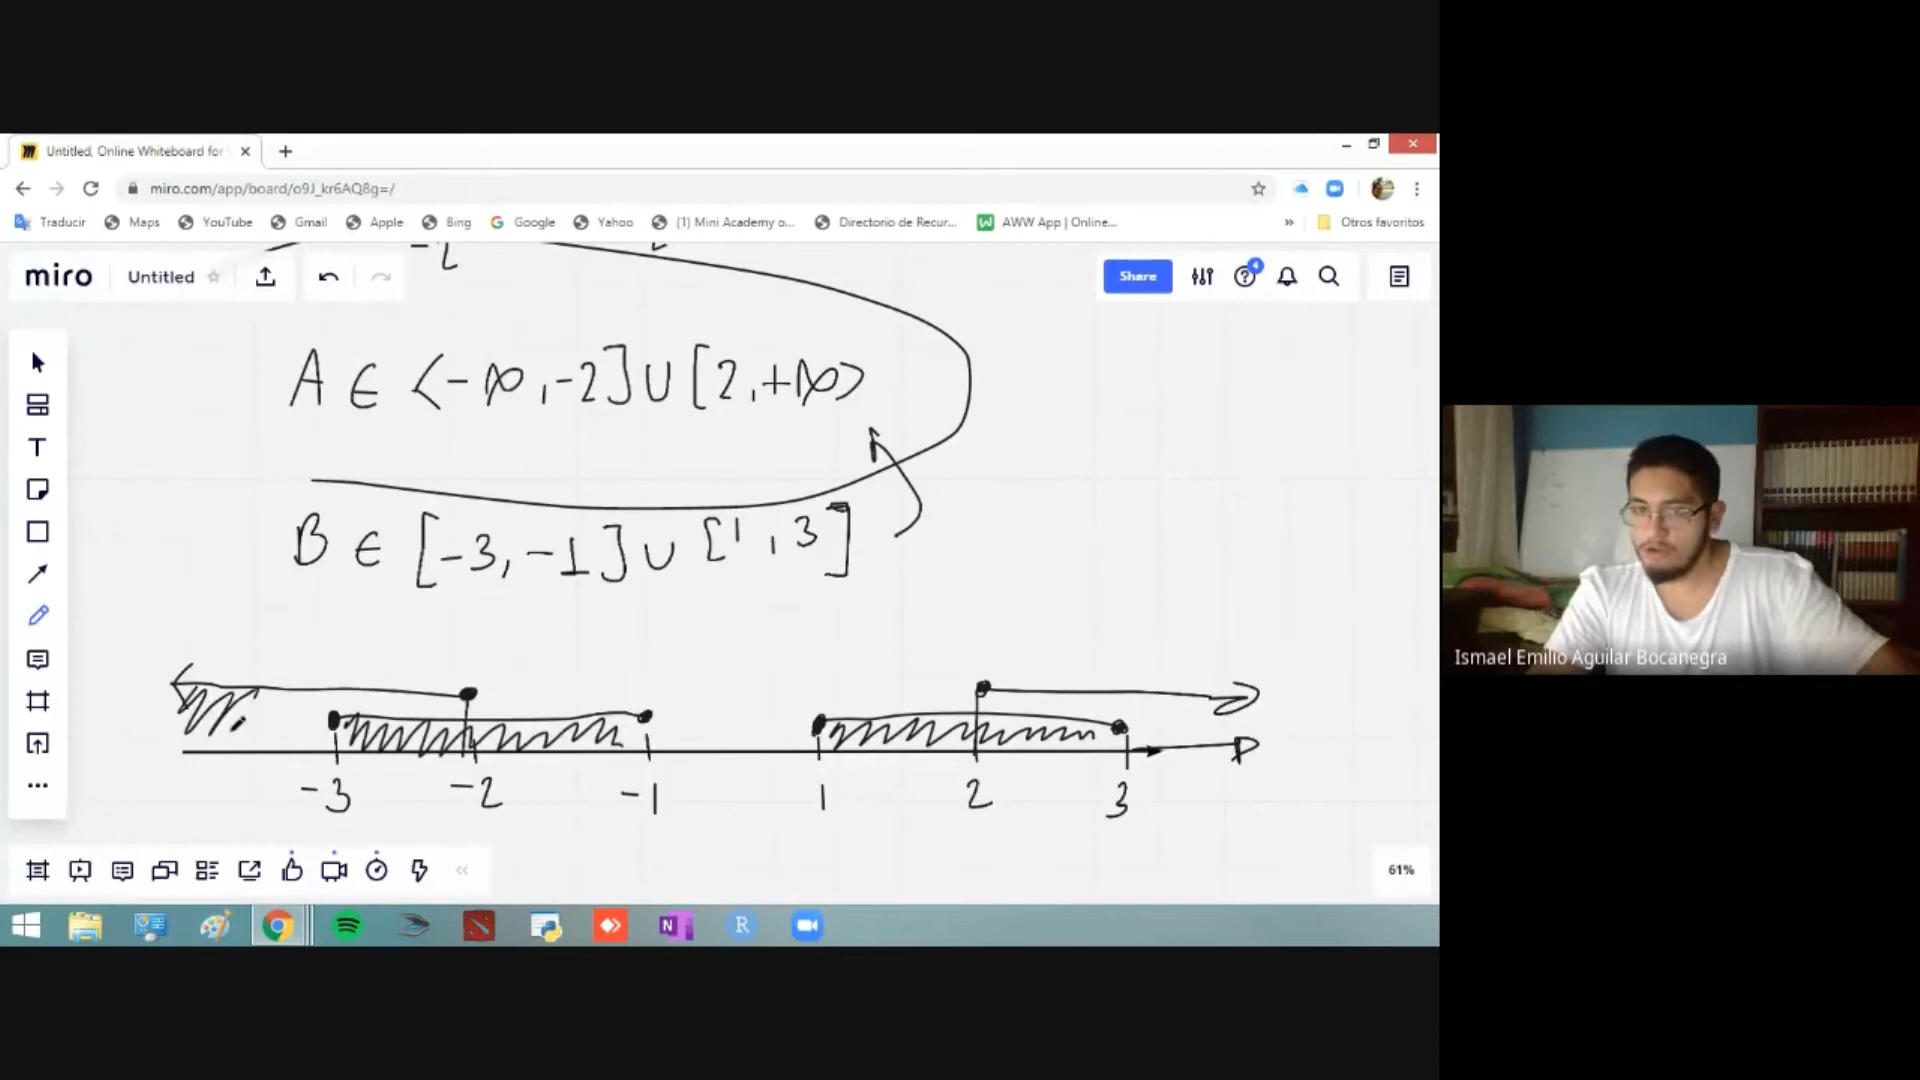 Untitled, Online Whiteboard for
miro.com/app/board/o9J_kr6AQ8g=/
Traducir Maps YouTube Gmail Apple Bing Google Yahoo (1) Mini Academy o... Directorio de Recur... AWW App | Online... » Otros favoritos
miro Untitled Share 4
A ∈ <-∞, -2] ∪ [2, +∞>
B ∈ [-3, -1] ∪ [1, 3]
-3 -2 -1 1 2 3
61%
Ismael Emilio Aguilar Bocanegra